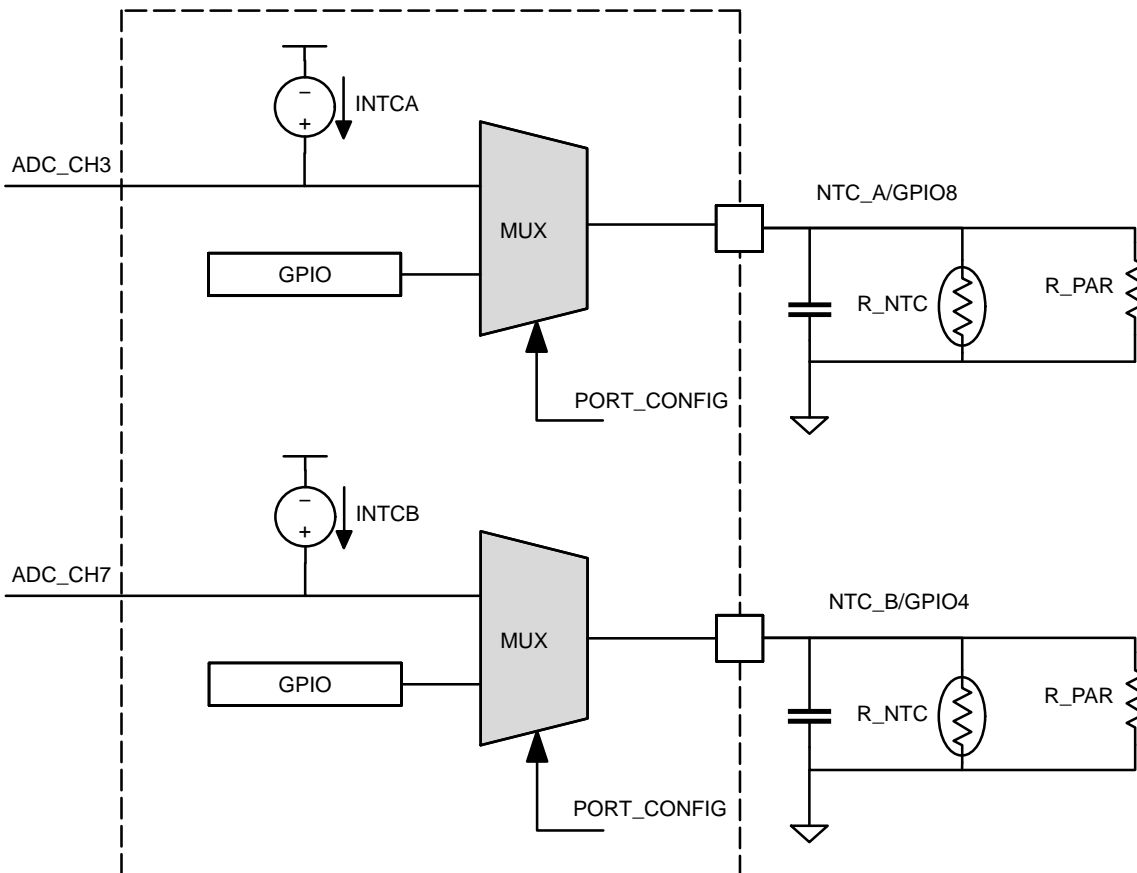 INTCA
ADC_CH3
NTC_A/GPIO8
MUX
GPIO
R_NTC
R_PAR
PORT_CONFIG
INTCB
ADC_CH7
NTC_B/GPIO4
MUX
GPIO
R_NTC
R_PAR
PORT_CONFIG